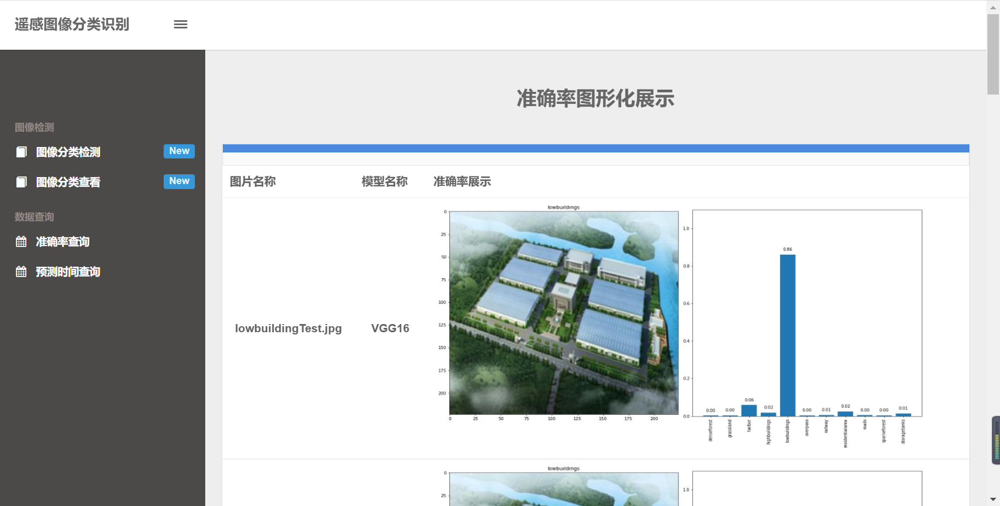 遥感图像分类识别
准确率图形化展示
图像检测
图像分类检测 New
图像分类查看 New
数据查询
准确率查询
预测时间查询
图片名称 模型名称 准确率展示
lowbuildingTest.jpg VGG16
lowbuildings
0
25
50
75
100
125
150
175
200
0 25 50 75 100 125 150 175 200
1.0
0.8
0.6
0.4
0.2
0.0
0.00 0.00 0.06 0.02 0.86 0.00 0.01 0.02 0.00 0.00 0.01
denseforest
grassland
harbor
highbuildings
lowbuildings
overpass
railway
residentialarea
roads
sparseforest
storagetanks
lowbuildings
0
25
1.0